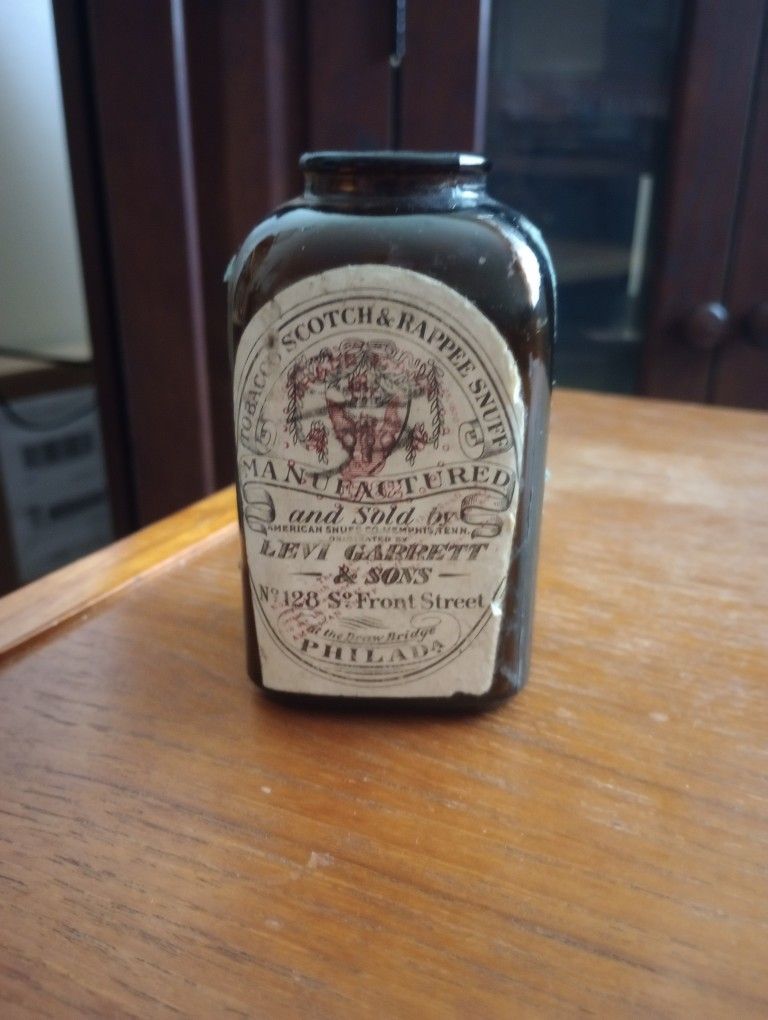 TOBACCO SCOTCH & RAPPEE SNUFF
MANUFACTURED
and Sold by
AMERICAN SNUFF CO. MEMPHIS, TENN.
ORIGINATED BY
LEVI GARRETT
& SONS
No. 128 So. Front Street
at the Draw Bridge
PHILADA